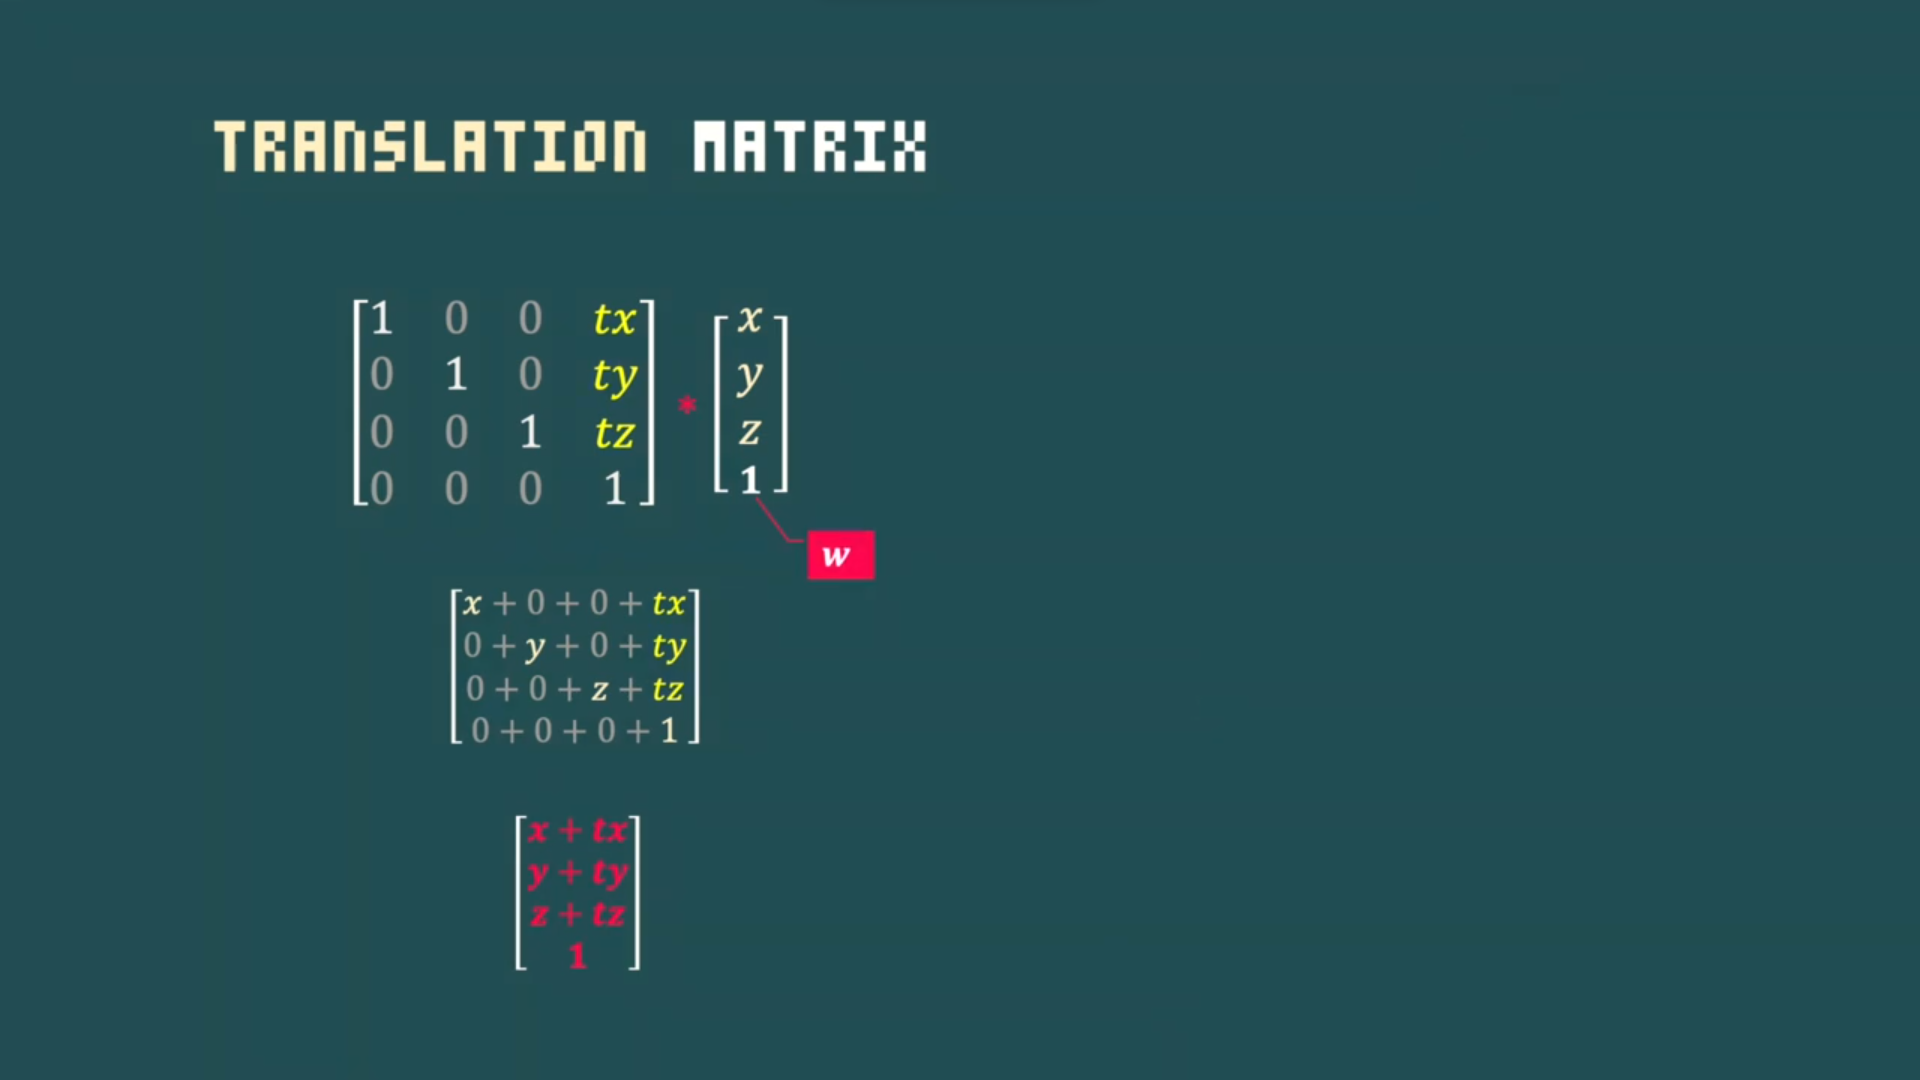 TRANSLATION MATRIX
1 0 0 tx
0 1 0 ty
0 0 1 tz
0 0 0 1
*
x
y
z
1
w
x + 0 + 0 + tx
0 + y + 0 + ty
0 + 0 + z + tz
0 + 0 + 0 + 1
x + tx
y + ty
z + tz
1